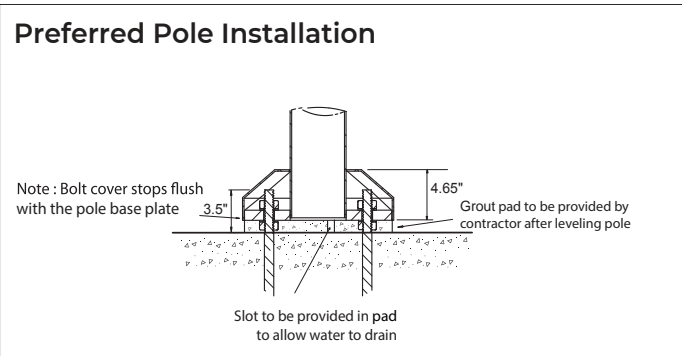 Preferred Pole Installation
Note : Bolt cover stops flush
with the pole base plate
3.5"
4.65"
Grout pad to be provided by
contractor after leveling pole
Slot to be provided in pad
to allow water to drain